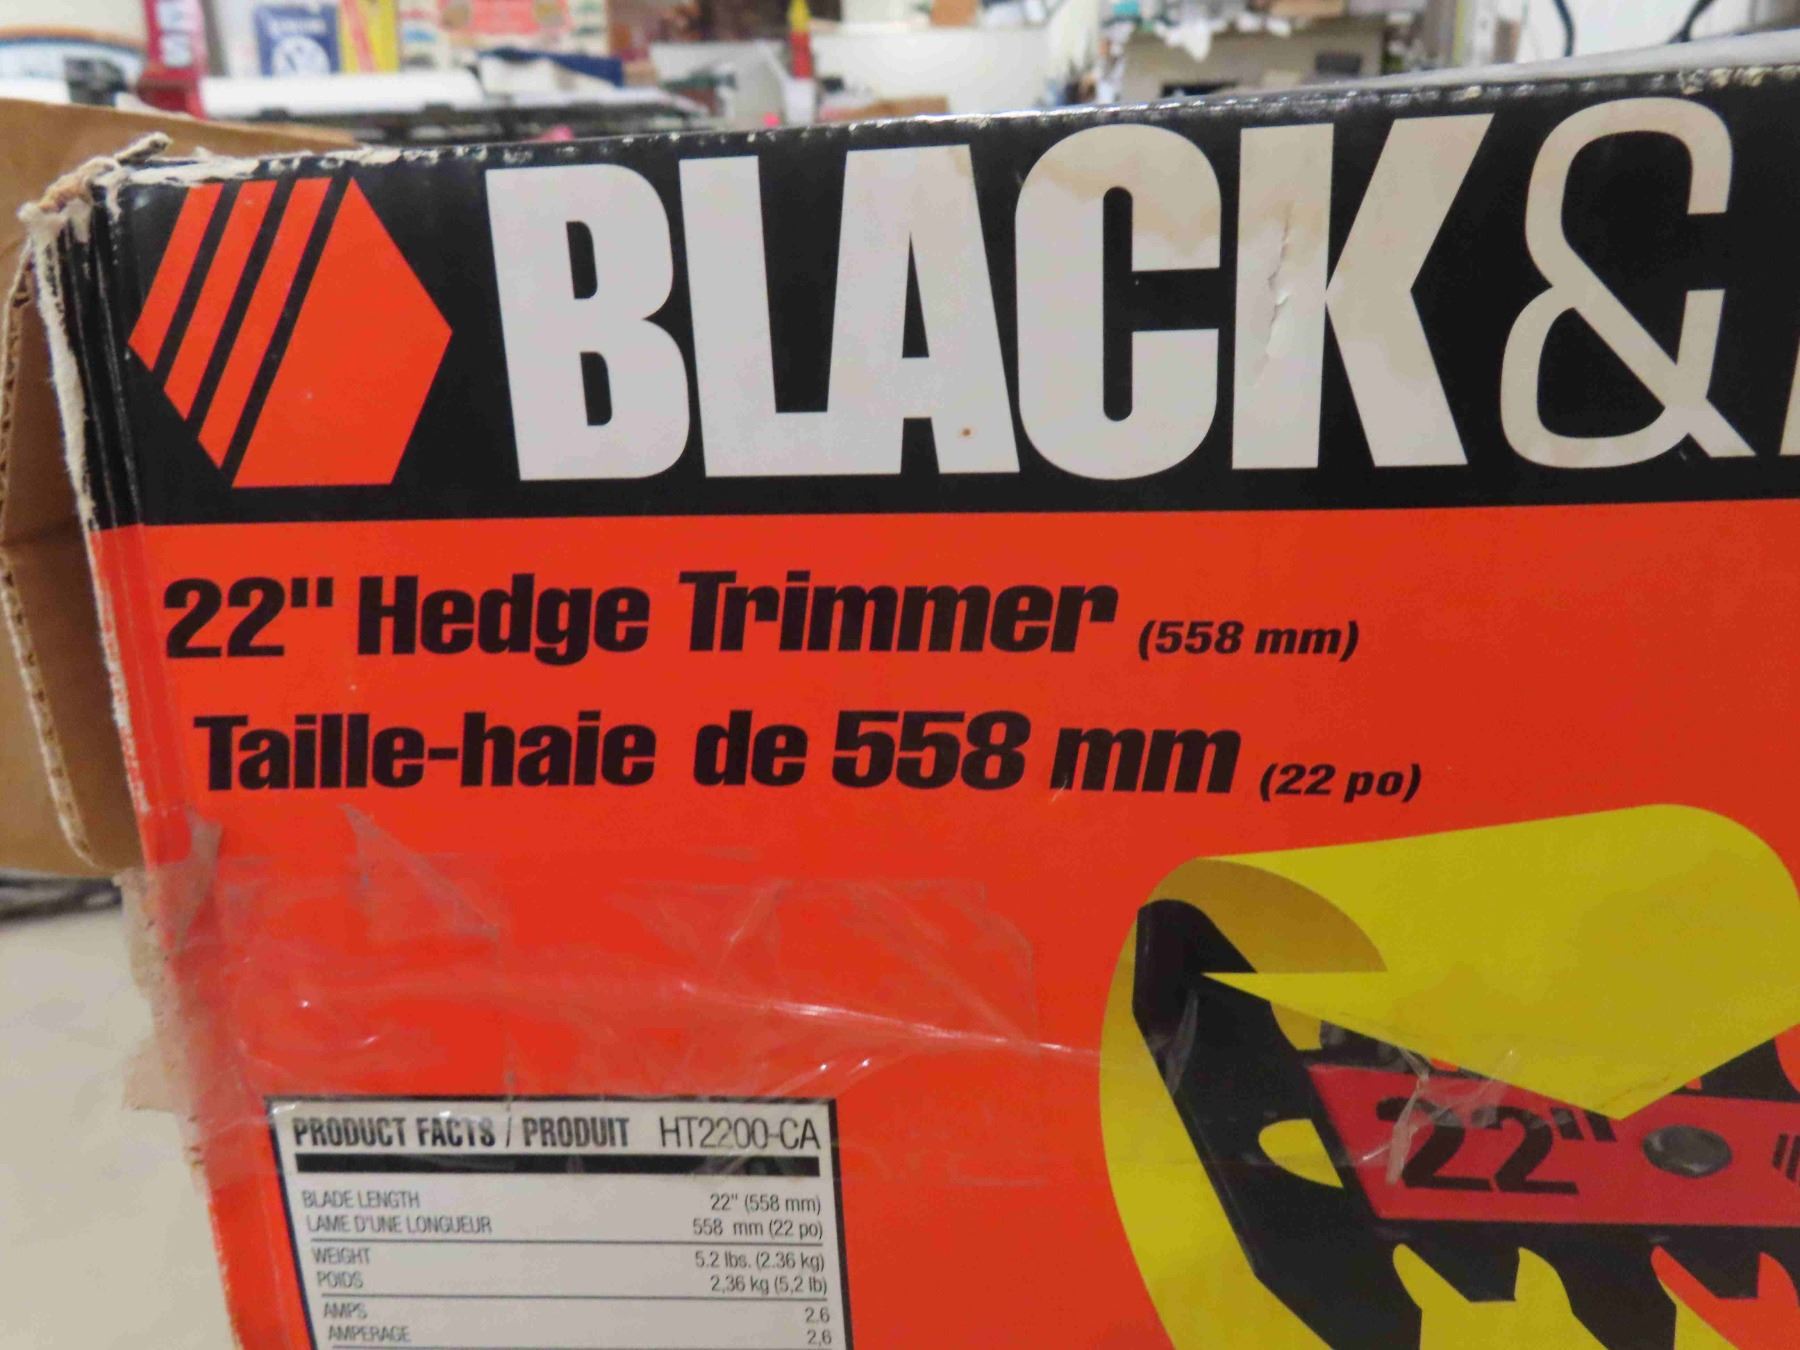 BLACK&
22" Hedge Trimmer (558 mm)
Taille-haie de 558 mm (22 po)
22"
PRODUCT FACTS / PRODUIT HT2200-CA
BLADE LENGTH 22" (558 mm)
LAME D'UNE LONGUEUR 558 mm (22 po)
WEIGHT 5.2 lbs. (2.36 kg)
POIDS 2,36 kg (5,2 lb)
AMPS 2.6
AMPERAGE 2,6